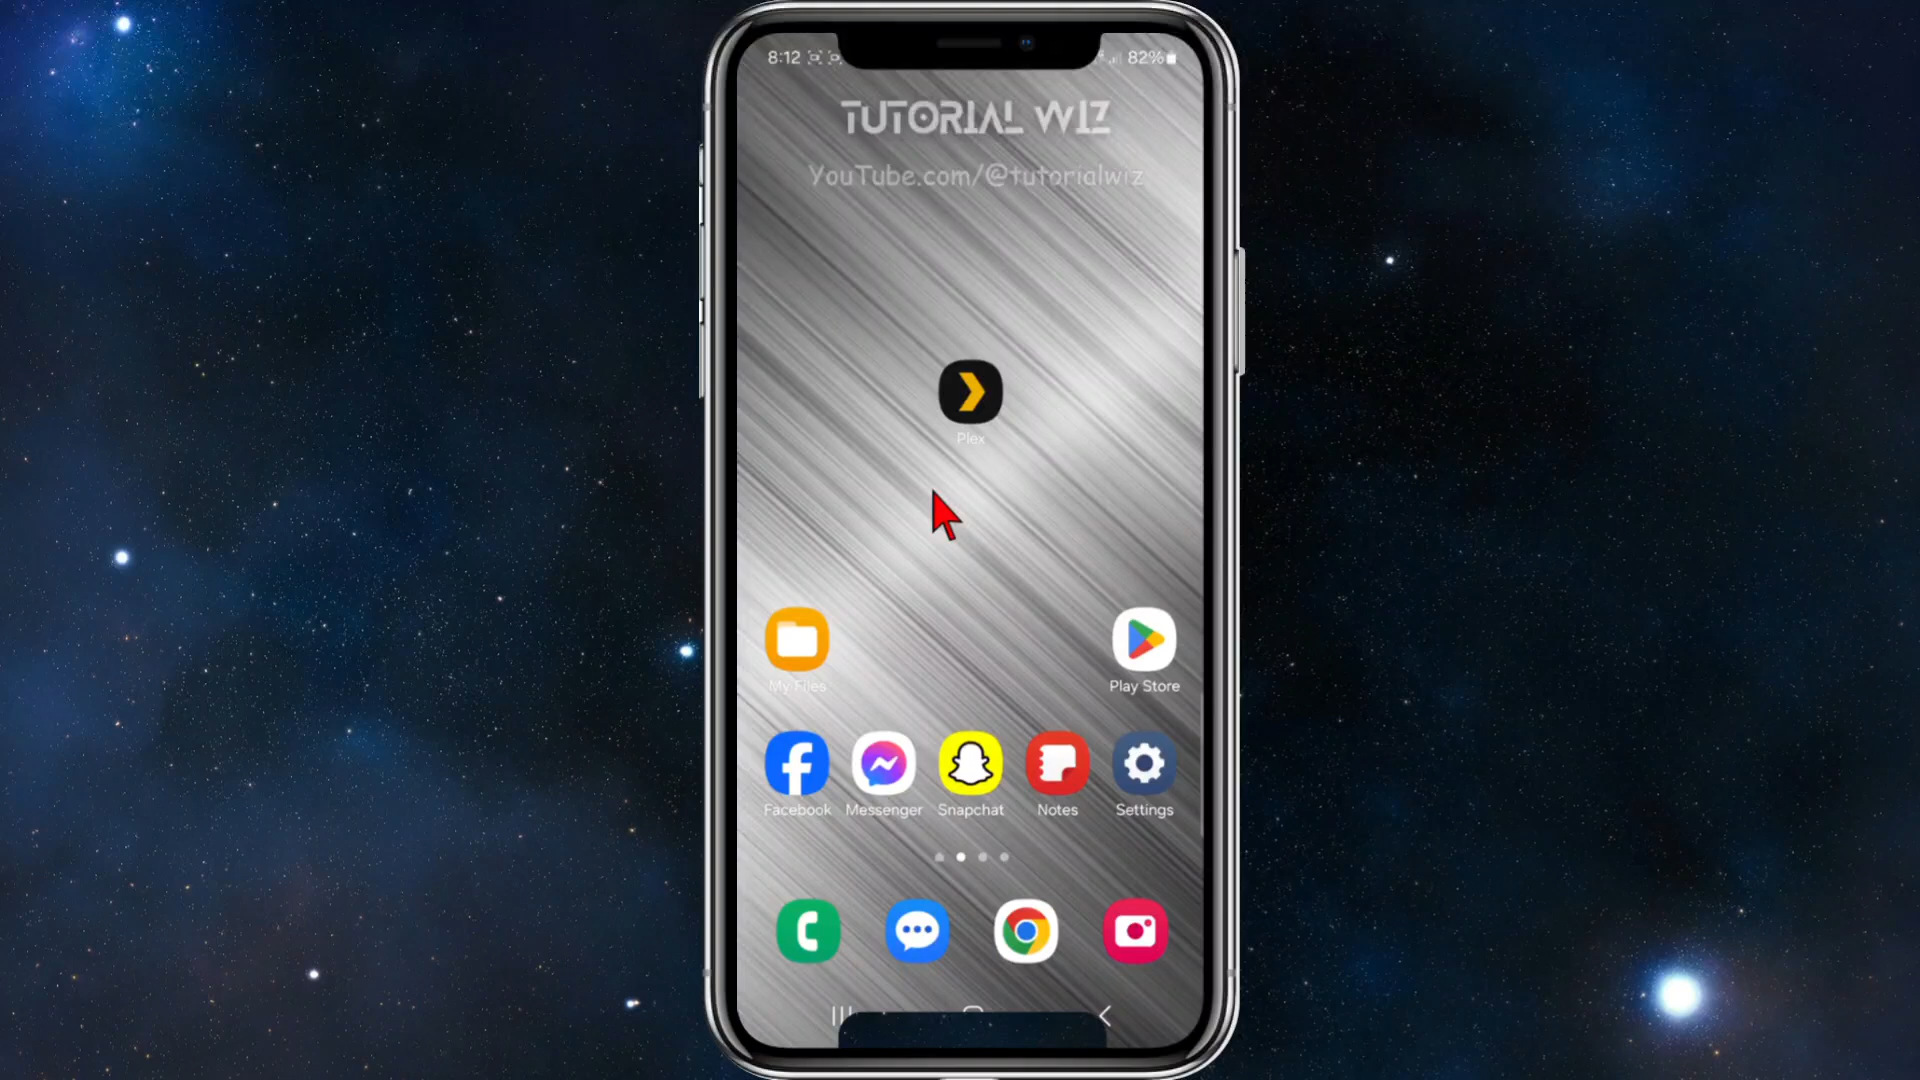 8:12
82%
TUTORIAL WIZ
YouTube.com/@tutorialwiz
Plex
My Files
Play Store
Facebook
Messenger
Snapchat
Notes
Settings